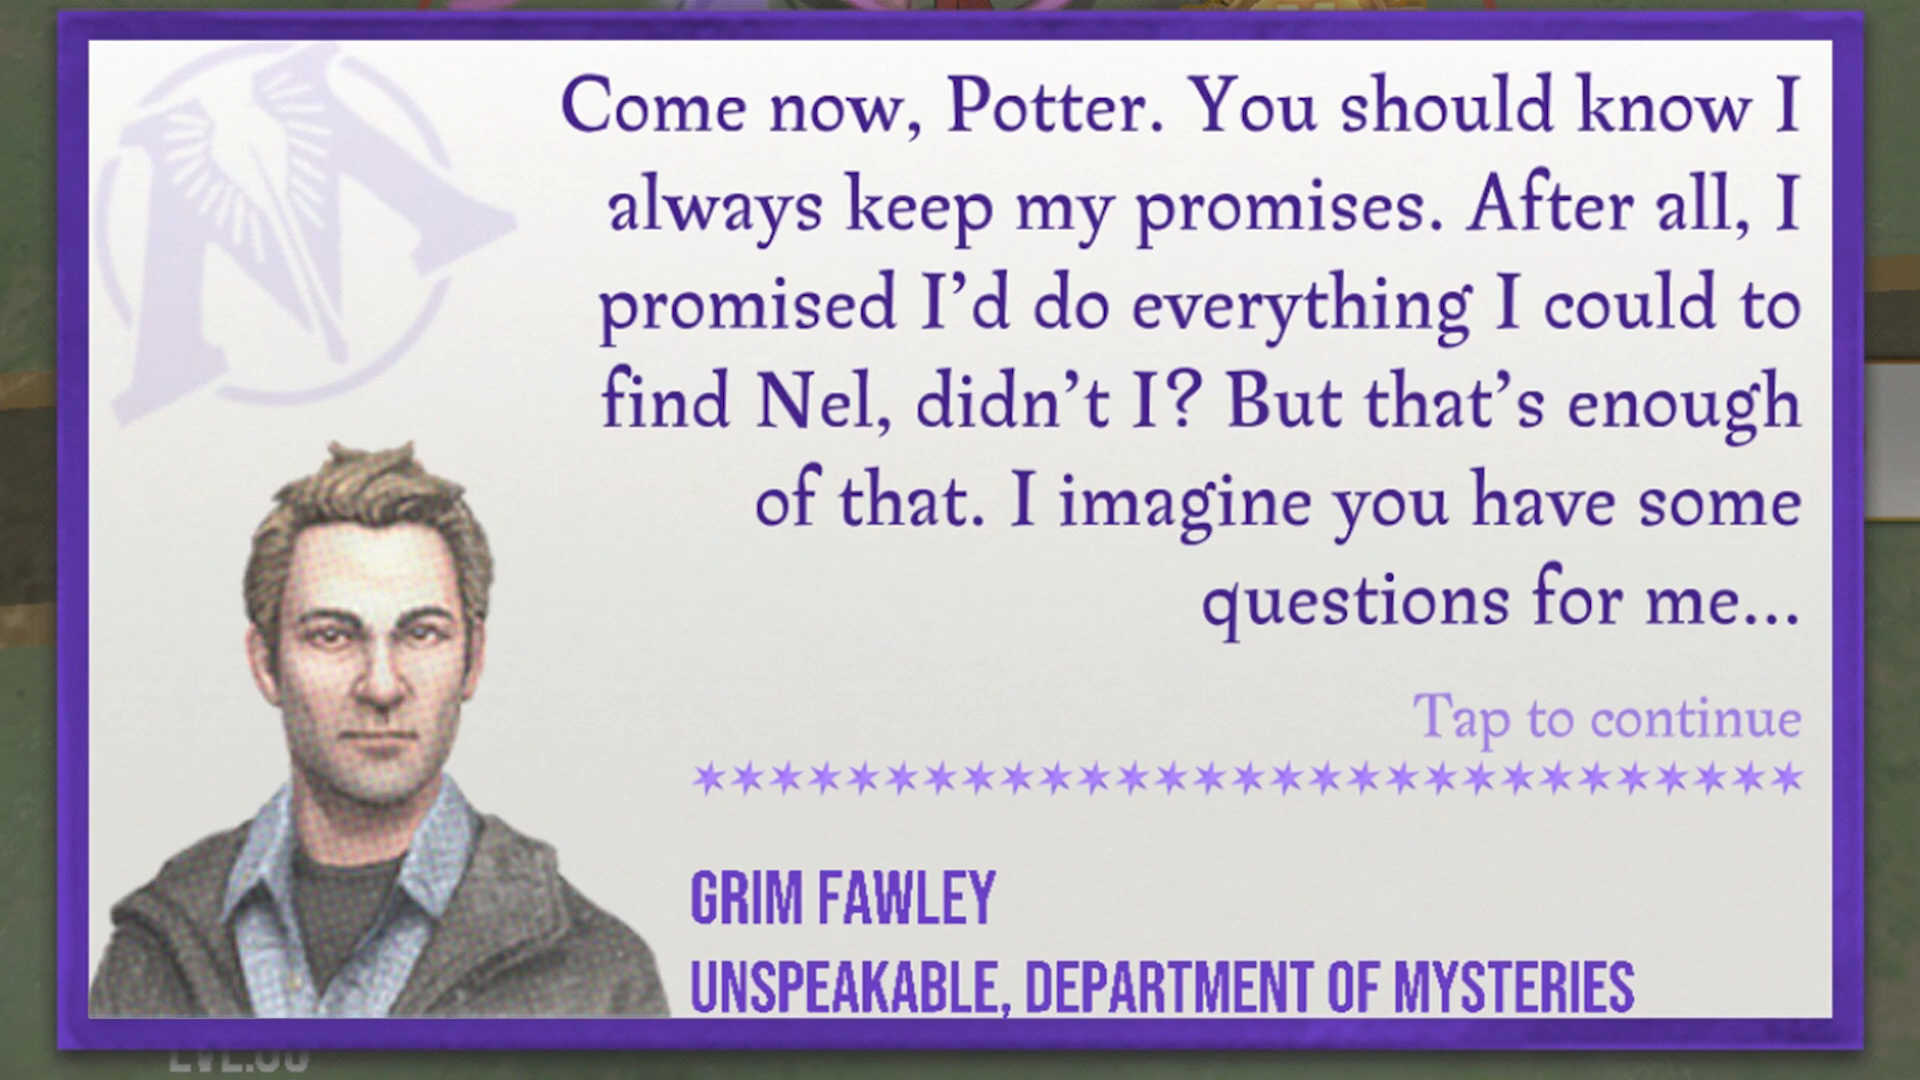 Come now, Potter. You should know I
always keep my promises. After all, I
promised I’d do everything I could to
find Nel, didn’t I? But that’s enough
of that. I imagine you have some
questions for me...
Tap to continue
GRIM FAWLEY
UNSPEAKABLE, DEPARTMENT OF MYSTERIES